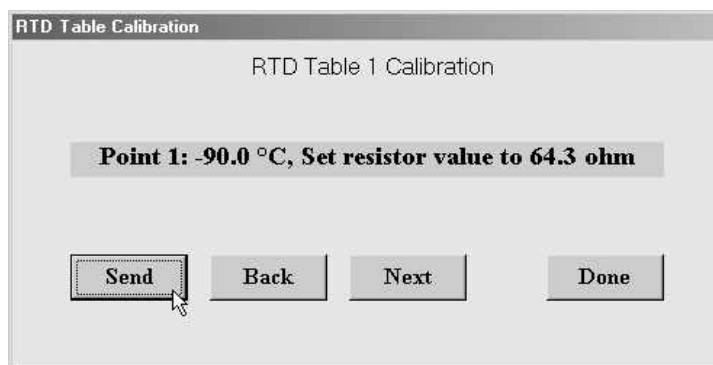 RTD Table Calibration
RTD Table 1 Calibration
Point 1: -90.0 °C, Set resistor value to 64.3 ohm
Send Back Next Done